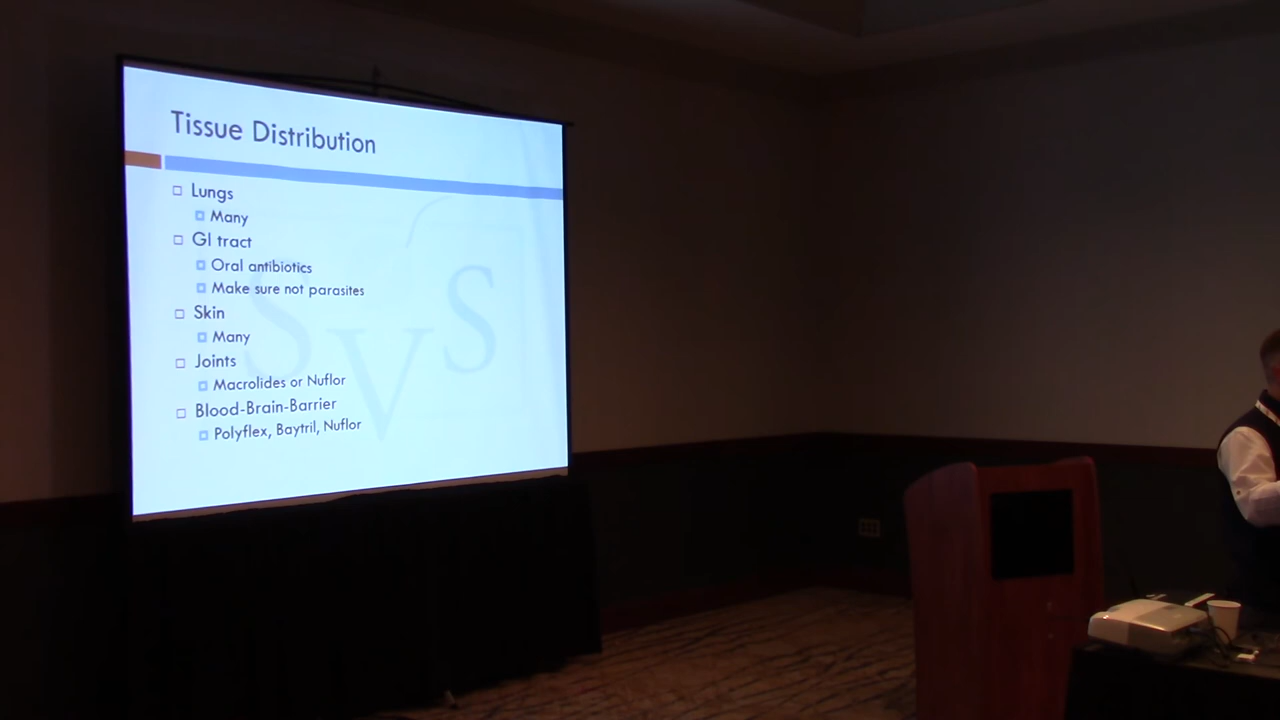 Tissue Distribution
Lungs
Many
GI tract
Oral antibiotics
Make sure not parasites
Skin
Many
Joints
Macrolides or Nuflor
Blood-Brain-Barrier
Polyflex, Baytril, Nuflor
SVS